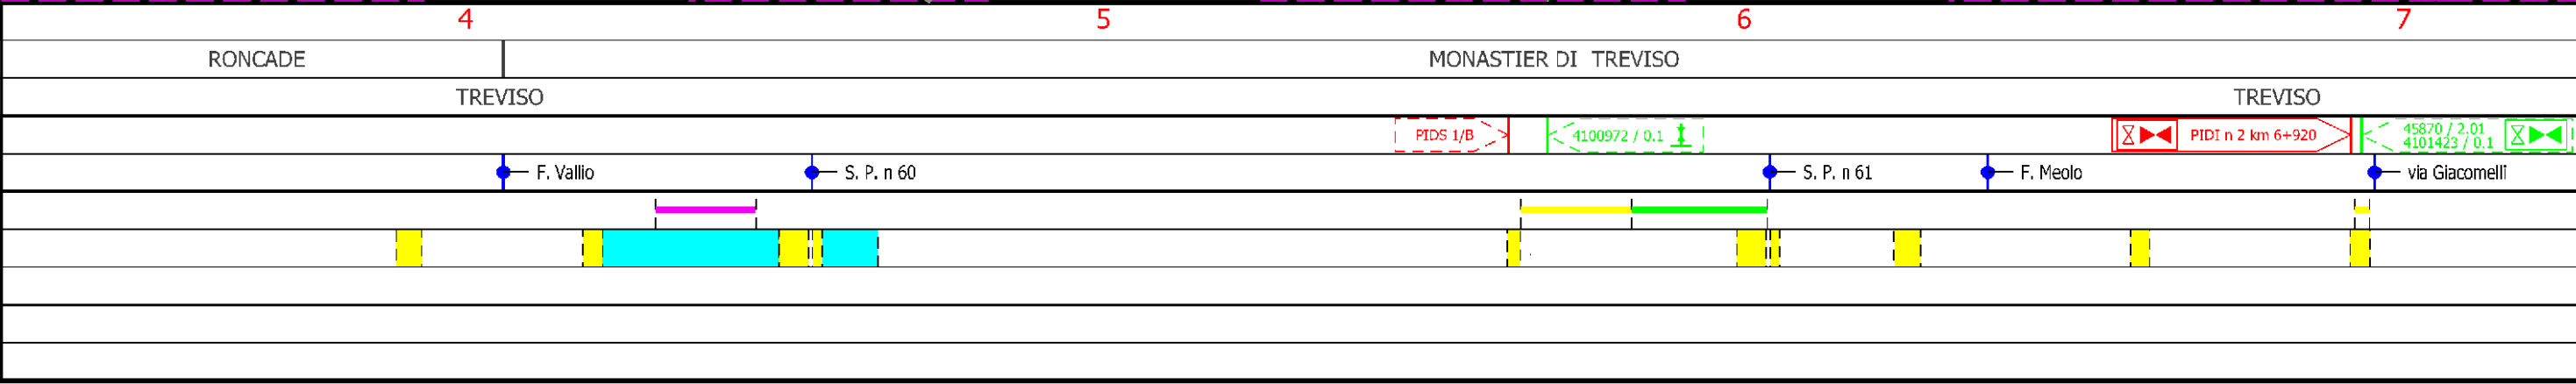 4 5 6 7
RONCADE MONASTIER DI TREVISO
TREVISO TREVISO
PIDS 1/B 4100972 / 0.1 PIDI n 2 km 6+920 45870 / 2.01
4101423 / 0.1
F. Vallio S. P. n 60 S. P. n 61 F. Meolo via Giacomelli